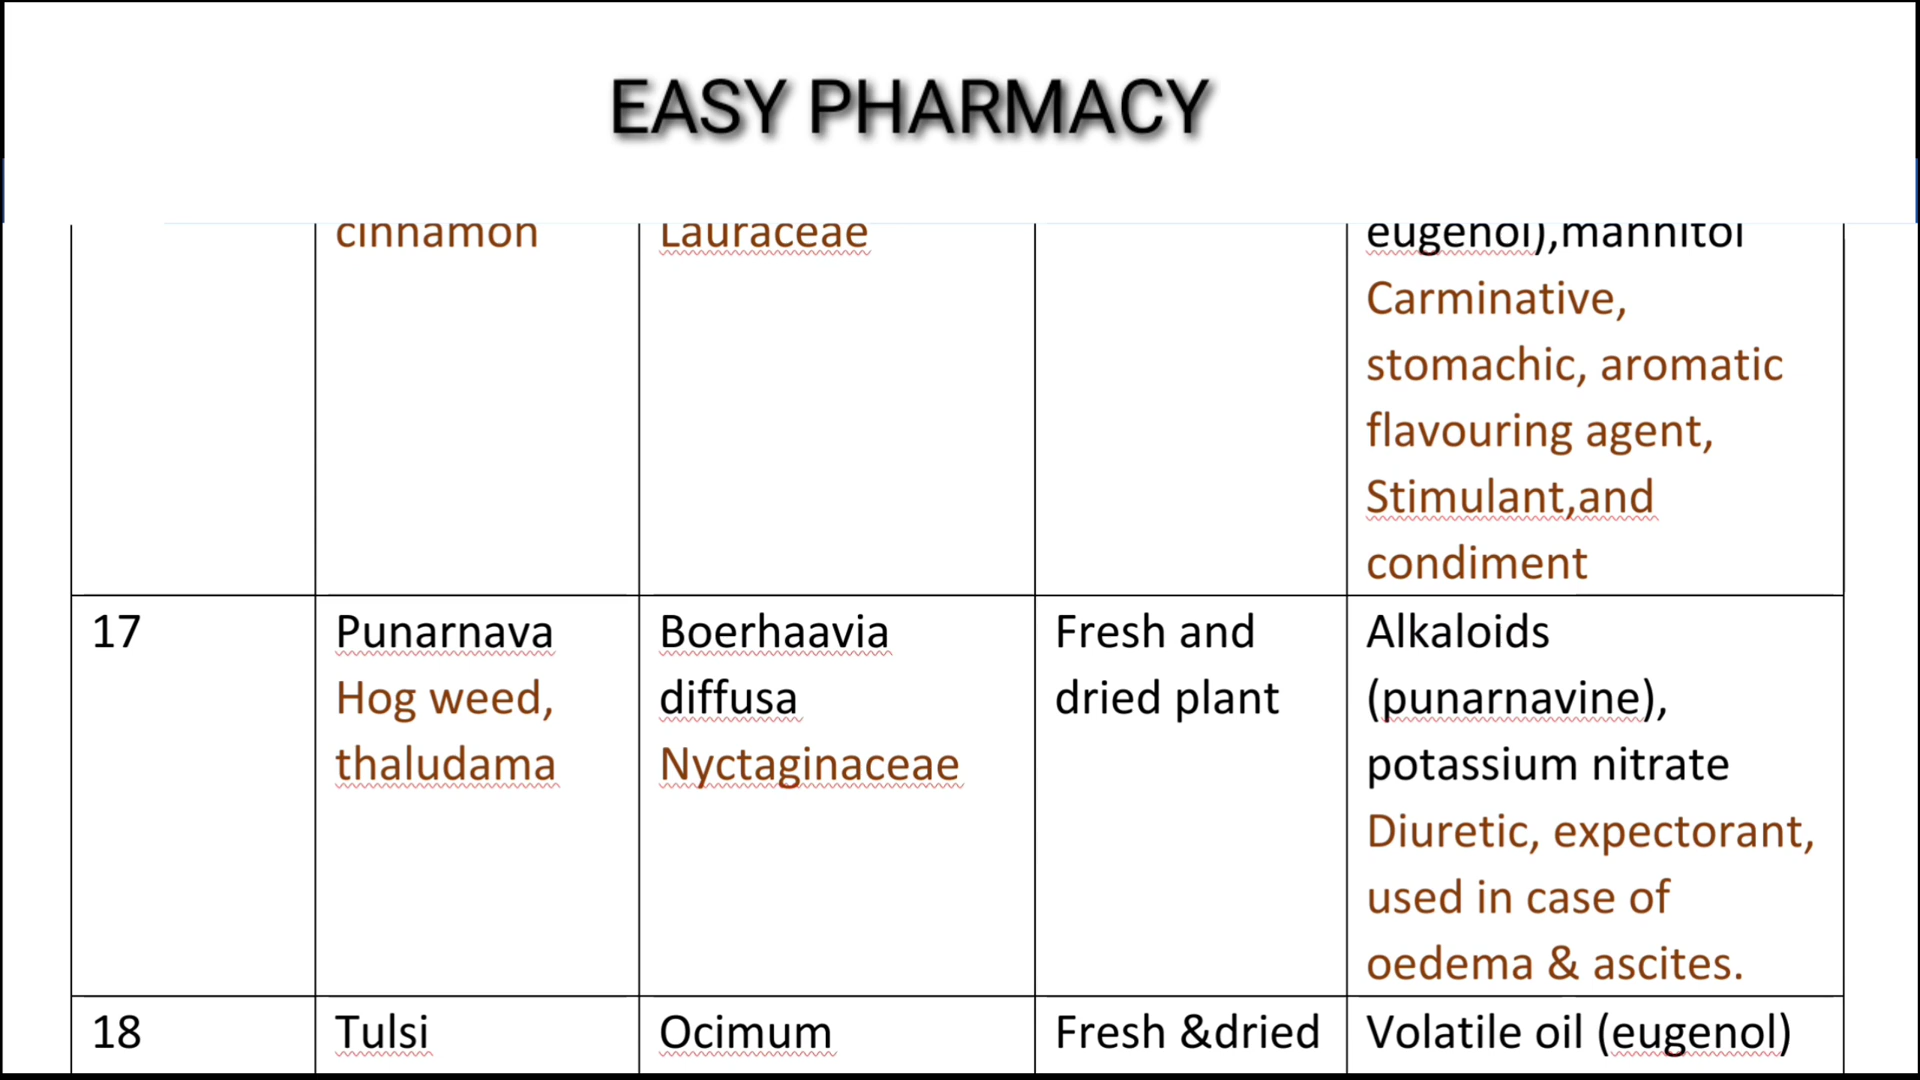 EASY PHARMACY
cinnamon
Lauraceae
eugenol),mannitol
Carminative,
stomachic, aromatic
flavouring agent,
Stimulant,and
condiment
17
Punarnava
Hog weed,
thaludama
Boerhaavia
diffusa
Nyctaginaceae
Fresh and
dried plant
Alkaloids
(punarnavine),
potassium nitrate
Diuretic, expectorant,
used in case of
oedema & ascites.
18
Tulsi
Ocimum
Fresh &dried
Volatile oil (eugenol)